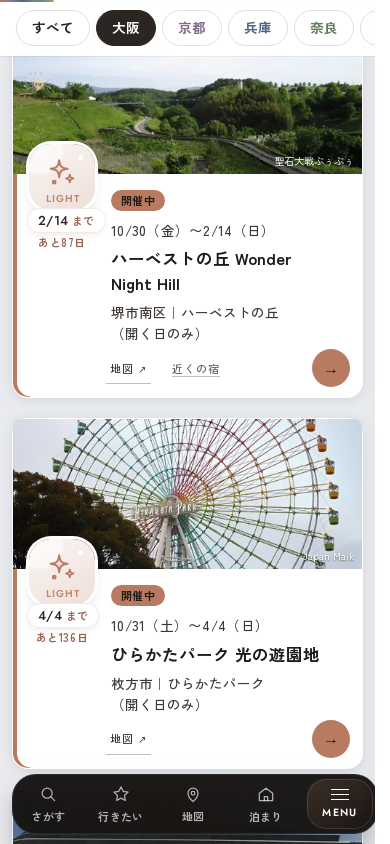 すべて 大阪 京都 兵庫 奈良
聖石大戦ぶぅぶぅ
LIGHT
2/14 まで
あと87日
開催中
10/30（金）〜2/14（日）
ハーベストの丘 Wonder
Night Hill
堺市南区｜ハーベストの丘
（開く日のみ）
地図 ↗ 近くの宿
→
HIRAKATA PARK
Japan Maik
LIGHT
4/4 まで
あと136日
開催中
10/31（土）〜4/4（日）
ひらかたパーク 光の遊園地
枚方市｜ひらかたパーク
（開く日のみ）
地図 ↗
→
さがす 行きたい 地図 泊まり MENU